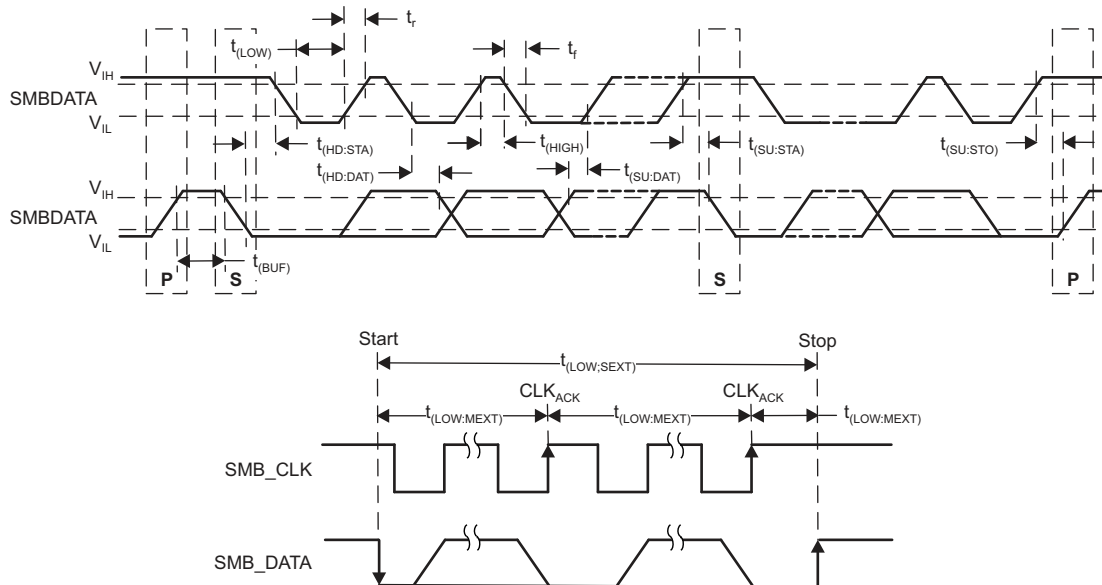 t(LOW)
tr
tf
VIH
SMBDATA
VIL
t(HD:STA)
t(HIGH)
t(SU:STA)
t(SU:STO)
t(HD:DAT)
t(SU:DAT)
VIH
SMBDATA
VIL
t(BUF)
P S S P
Start Stop
t(LOW;SEXT)
CLKACK CLKACK
t(LOW:MEXT) t(LOW:MEXT) t(LOW:MEXT)
SMB_CLK
SMB_DATA